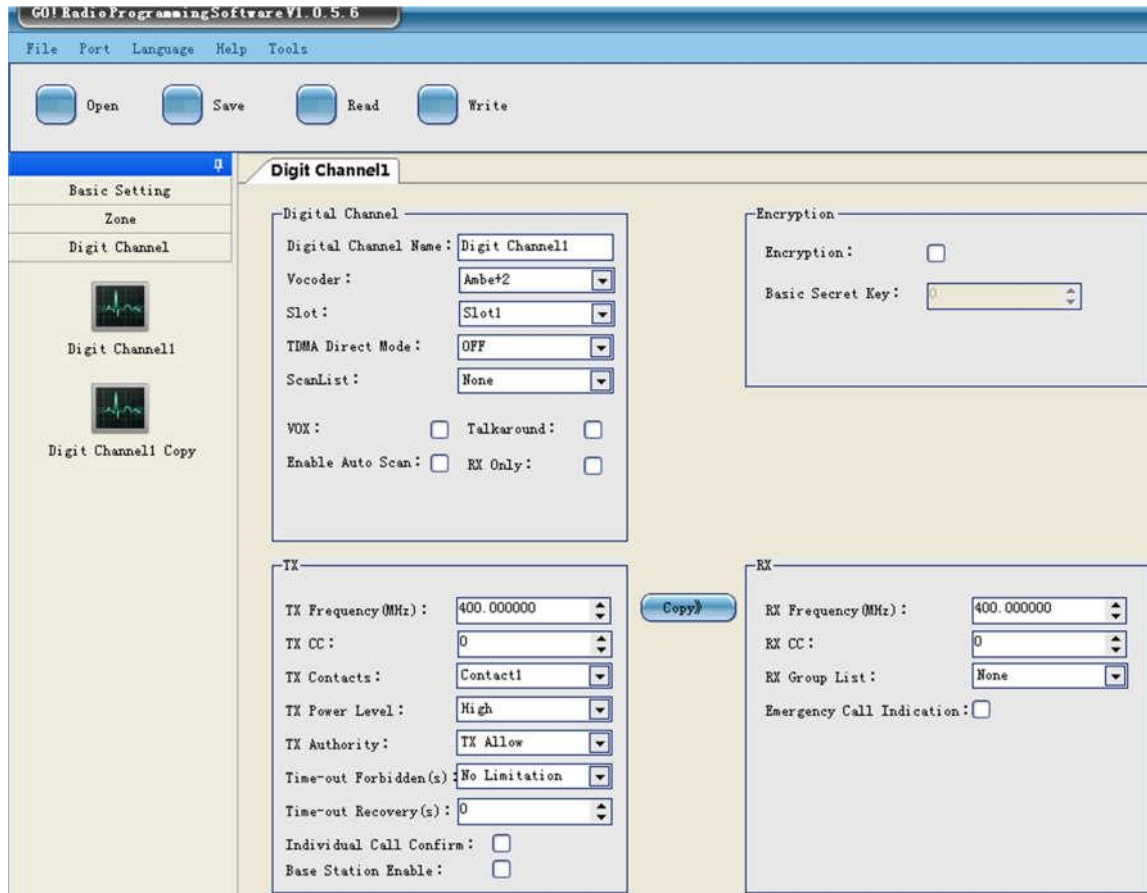 GO! RadioProgrammingSoftwareV1.0.5.6
File Port Language Help Tools
Open Save Read Write
Basic Setting
Zone
Digit Channel
Digit Channel1
Digit Channel1 Copy
Digit Channel1
Digital Channel
Digital Channel Name: Digit Channel1
Vocoder: Ambe+2
Slot: Slot1
TDMA Direct Mode: OFF
ScanList: None
VOX: Talkaround:
Enable Auto Scan: RX Only:
Encryption
Encryption:
Basic Secret Key: 0
TX
TX Frequency(MHz): 400.000000
TX CC: 0
TX Contacts: Contact1
TX Power Level: High
TX Authority: TX Allow
Time-out Forbidden(s): No Limitation
Time-out Recovery(s): 0
Individual Call Confirm:
Base Station Enable:
Copy》
RX
RX Frequency(MHz): 400.000000
RX CC: 0
RX Group List: None
Emergency Call Indication: